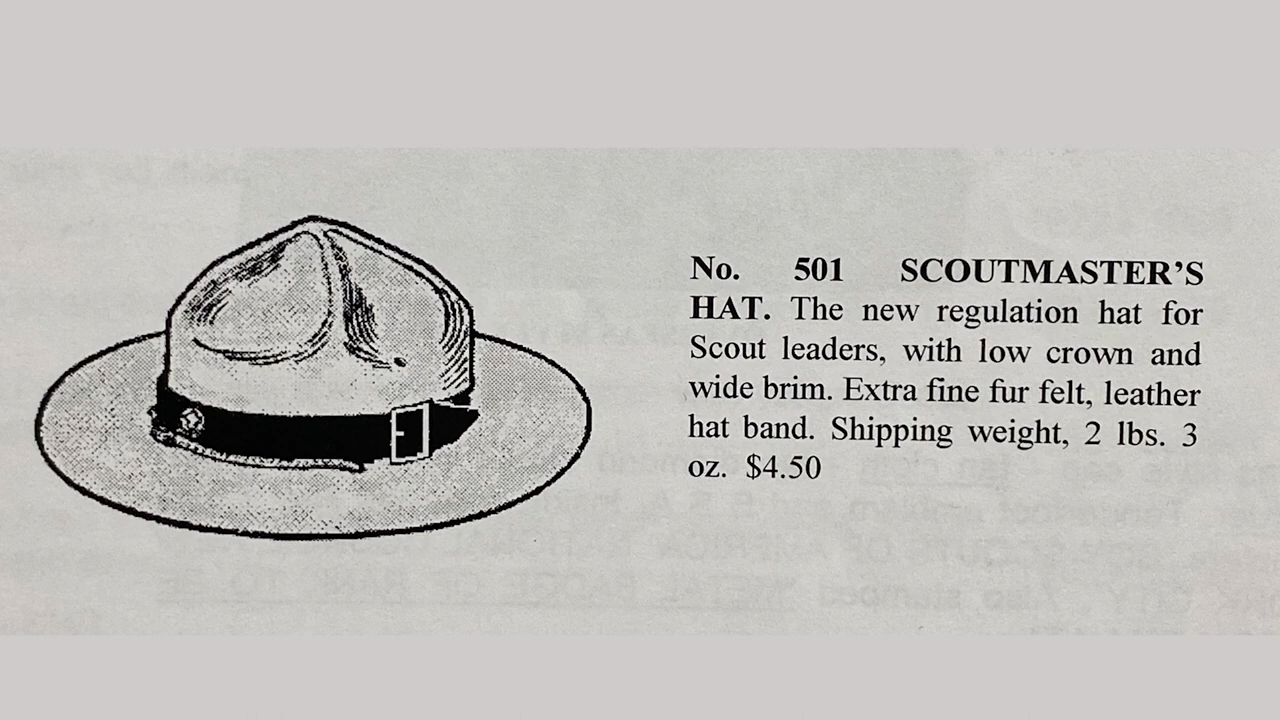 No. 501 SCOUTMASTER'S
HAT. The new regulation hat for
Scout leaders, with low crown and
wide brim. Extra fine fur felt, leather
hat band. Shipping weight, 2 lbs. 3
oz. $4.50